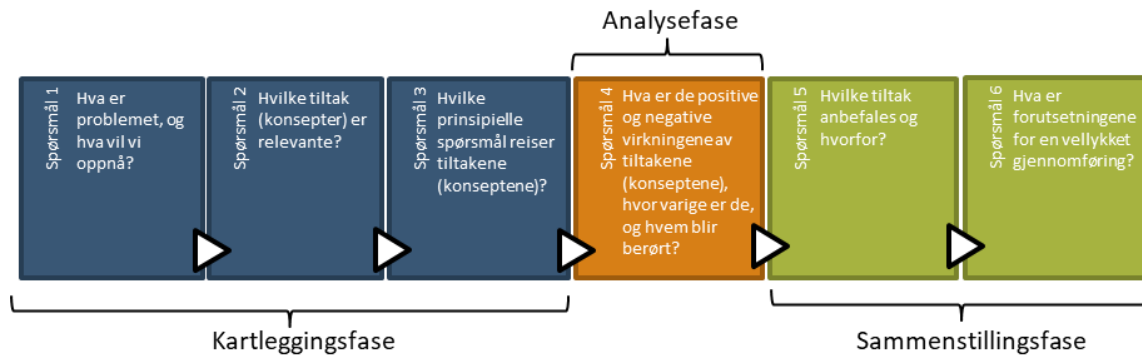 Analysefase
Spørsmål 1
Hva er
problemet, og
hva vil vi
oppnå?
Spørsmål 2
Hvilke tiltak
(konsepter) er
relevante?
Spørsmål 3
Hvilke
prinsipielle
spørsmål reiser
tiltakene
(konseptene)?
Spørsmål 4
Hva er de positive
og negative
virkningene av
tiltakene
(konseptene),
hvor varige er de,
og hvem blir
berørt?
Spørsmål 5
Hvilke tiltak
anbefales og
hvorfor?
Spørsmål 6
Hva er
forutsetningene
for en vellykket
gjennomføring?
Kartleggingsfase
Sammenstillingsfase